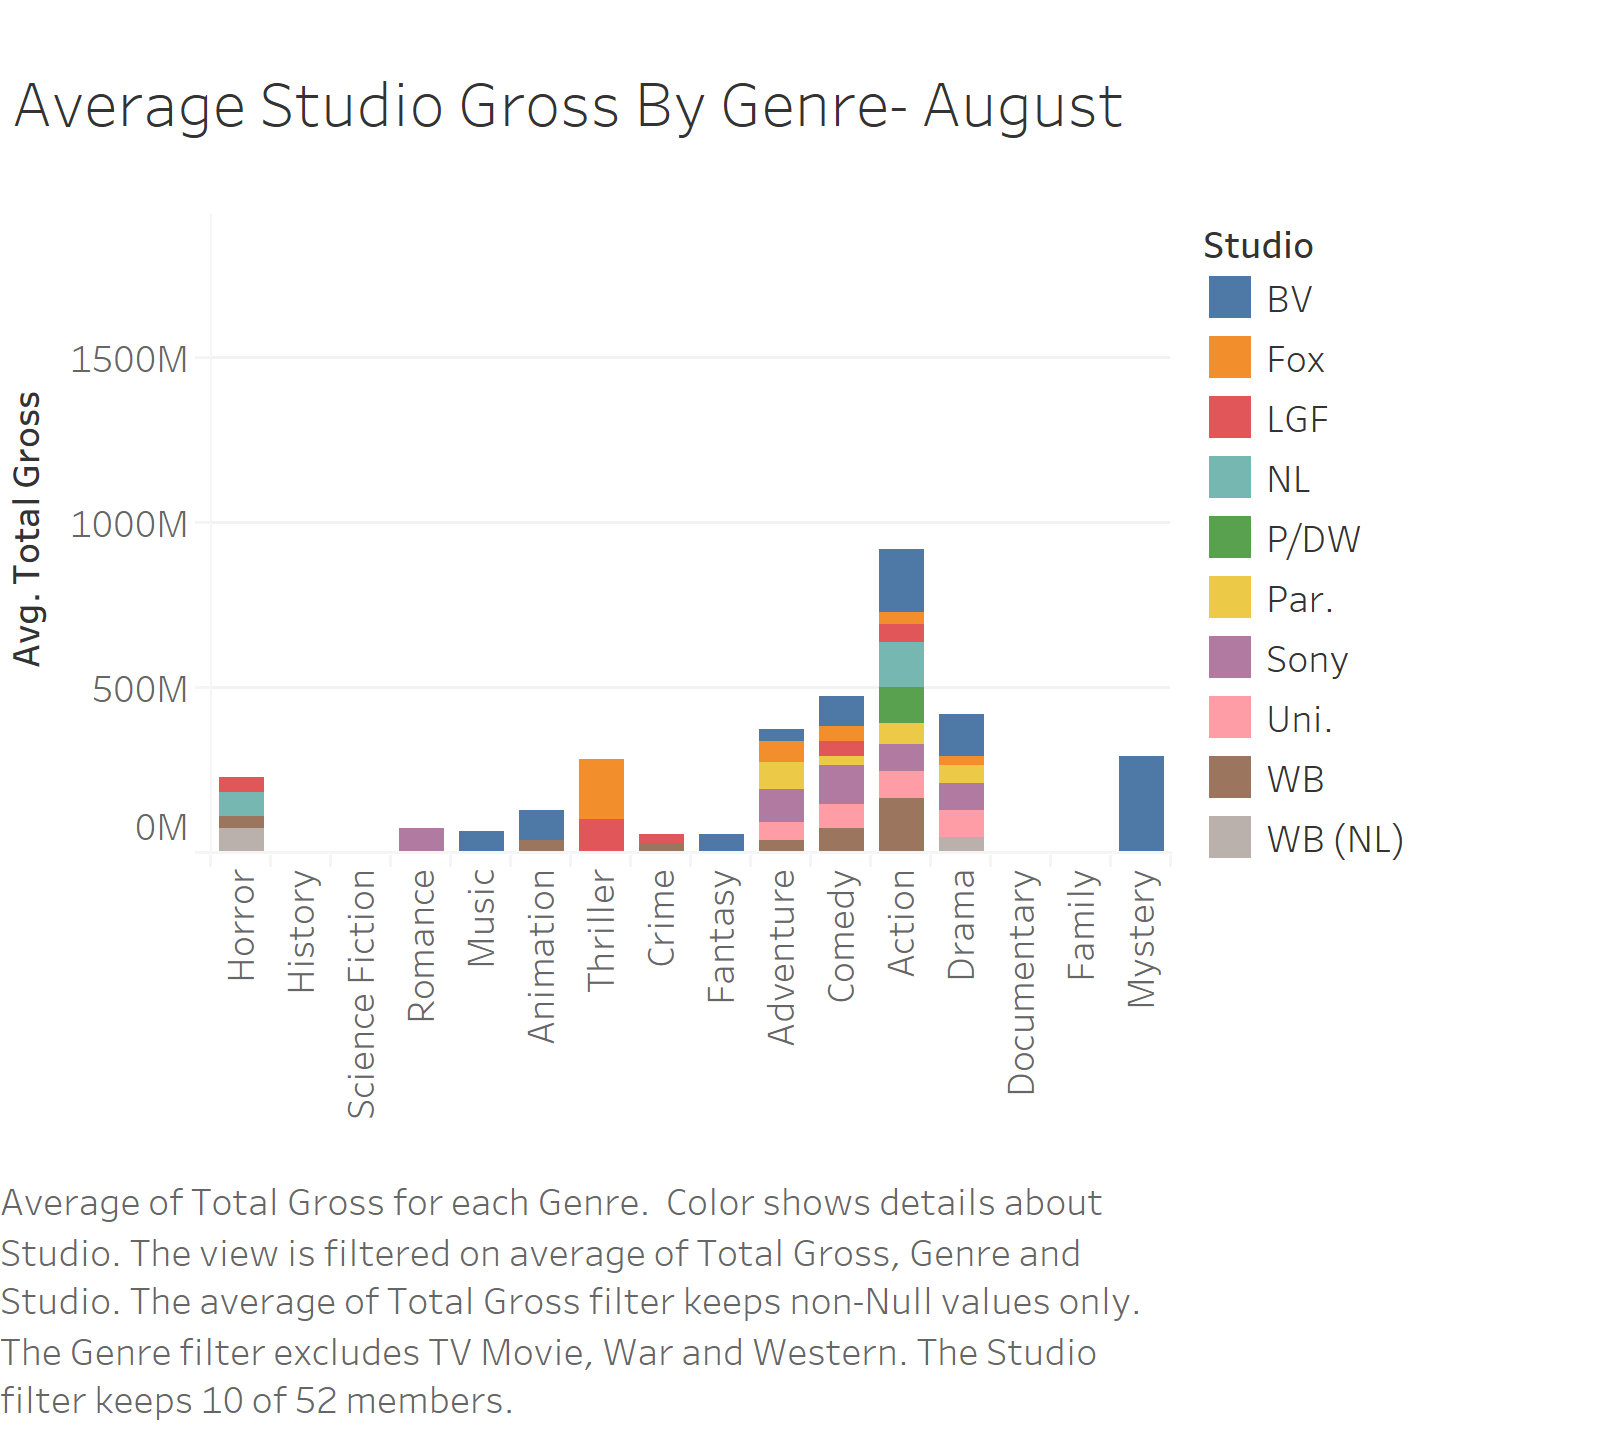 Average Studio Gross By Genre- August
Avg. Total Gross
1500M
1000M
500M
0M
Horror
History
Science Fiction
Romance
Music
Animation
Thriller
Crime
Fantasy
Adventure
Comedy
Action
Drama
Documentary
Family
Mystery
Studio
BV
Fox
LGF
NL
P/DW
Par.
Sony
Uni.
WB
WB (NL)
Average of Total Gross for each Genre.  Color shows details about
Studio. The view is filtered on average of Total Gross, Genre and
Studio. The average of Total Gross filter keeps non-Null values only.
The Genre filter excludes TV Movie, War and Western. The Studio
filter keeps 10 of 52 members.